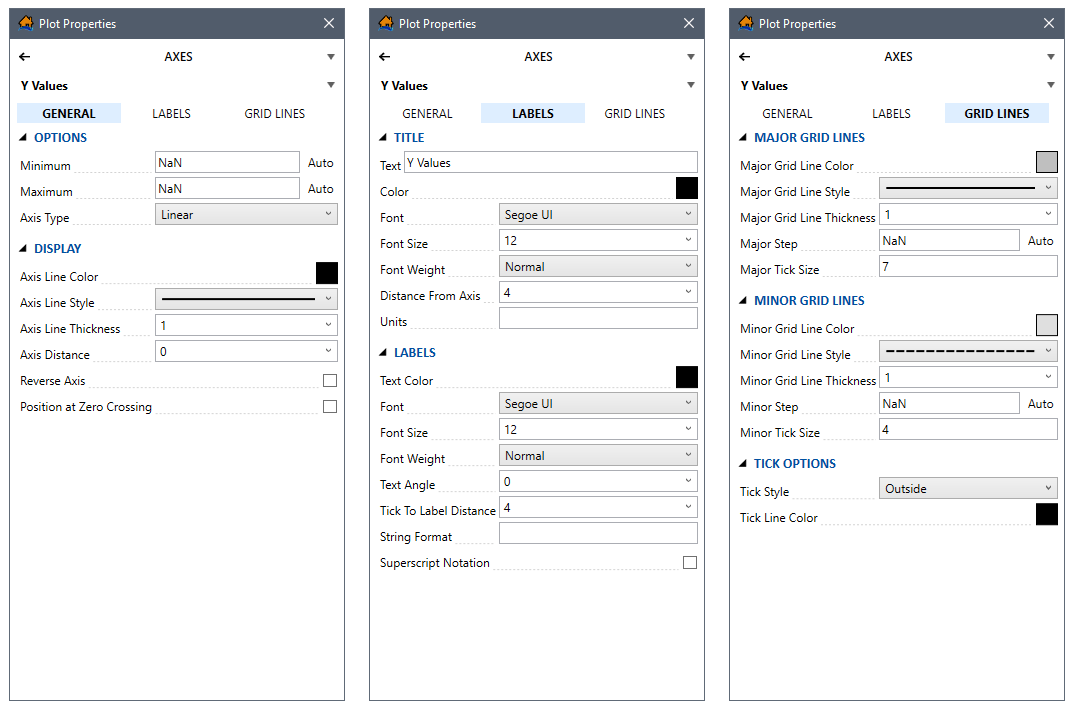 Plot Properties
AXES
Y Values
GENERAL LABELS GRID LINES
OPTIONS
Minimum NaN Auto
Maximum NaN Auto
Axis Type Linear
DISPLAY
Axis Line Color
Axis Line Style
Axis Line Thickness 1
Axis Distance 0
Reverse Axis
Position at Zero Crossing
Plot Properties
AXES
Y Values
GENERAL LABELS GRID LINES
TITLE
Text Y Values
Color
Font Segoe UI
Font Size 12
Font Weight Normal
Distance From Axis 4
Units
LABELS
Text Color
Font Segoe UI
Font Size 12
Font Weight Normal
Text Angle 0
Tick To Label Distance 4
String Format
Superscript Notation
Plot Properties
AXES
Y Values
GENERAL LABELS GRID LINES
MAJOR GRID LINES
Major Grid Line Color
Major Grid Line Style
Major Grid Line Thickness 1
Major Step NaN Auto
Major Tick Size 7
MINOR GRID LINES
Minor Grid Line Color
Minor Grid Line Style
Minor Grid Line Thickness 1
Minor Step NaN Auto
Minor Tick Size 4
TICK OPTIONS
Tick Style Outside
Tick Line Color